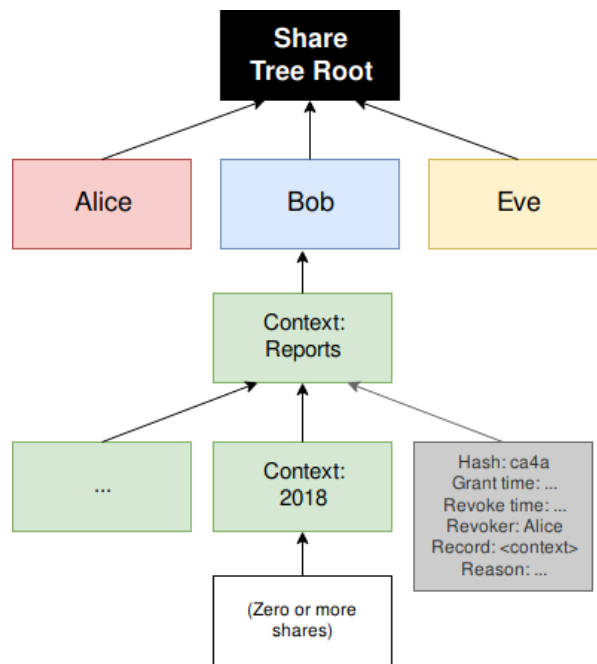 Share
Tree Root
Alice
Bob
Eve
Context:
Reports
...
Context:
2018
Hash: ca4a
Grant time: ...
Revoke time: ...
Revoker: Alice
Record: <context>
Reason: ...
(Zero or more
shares)